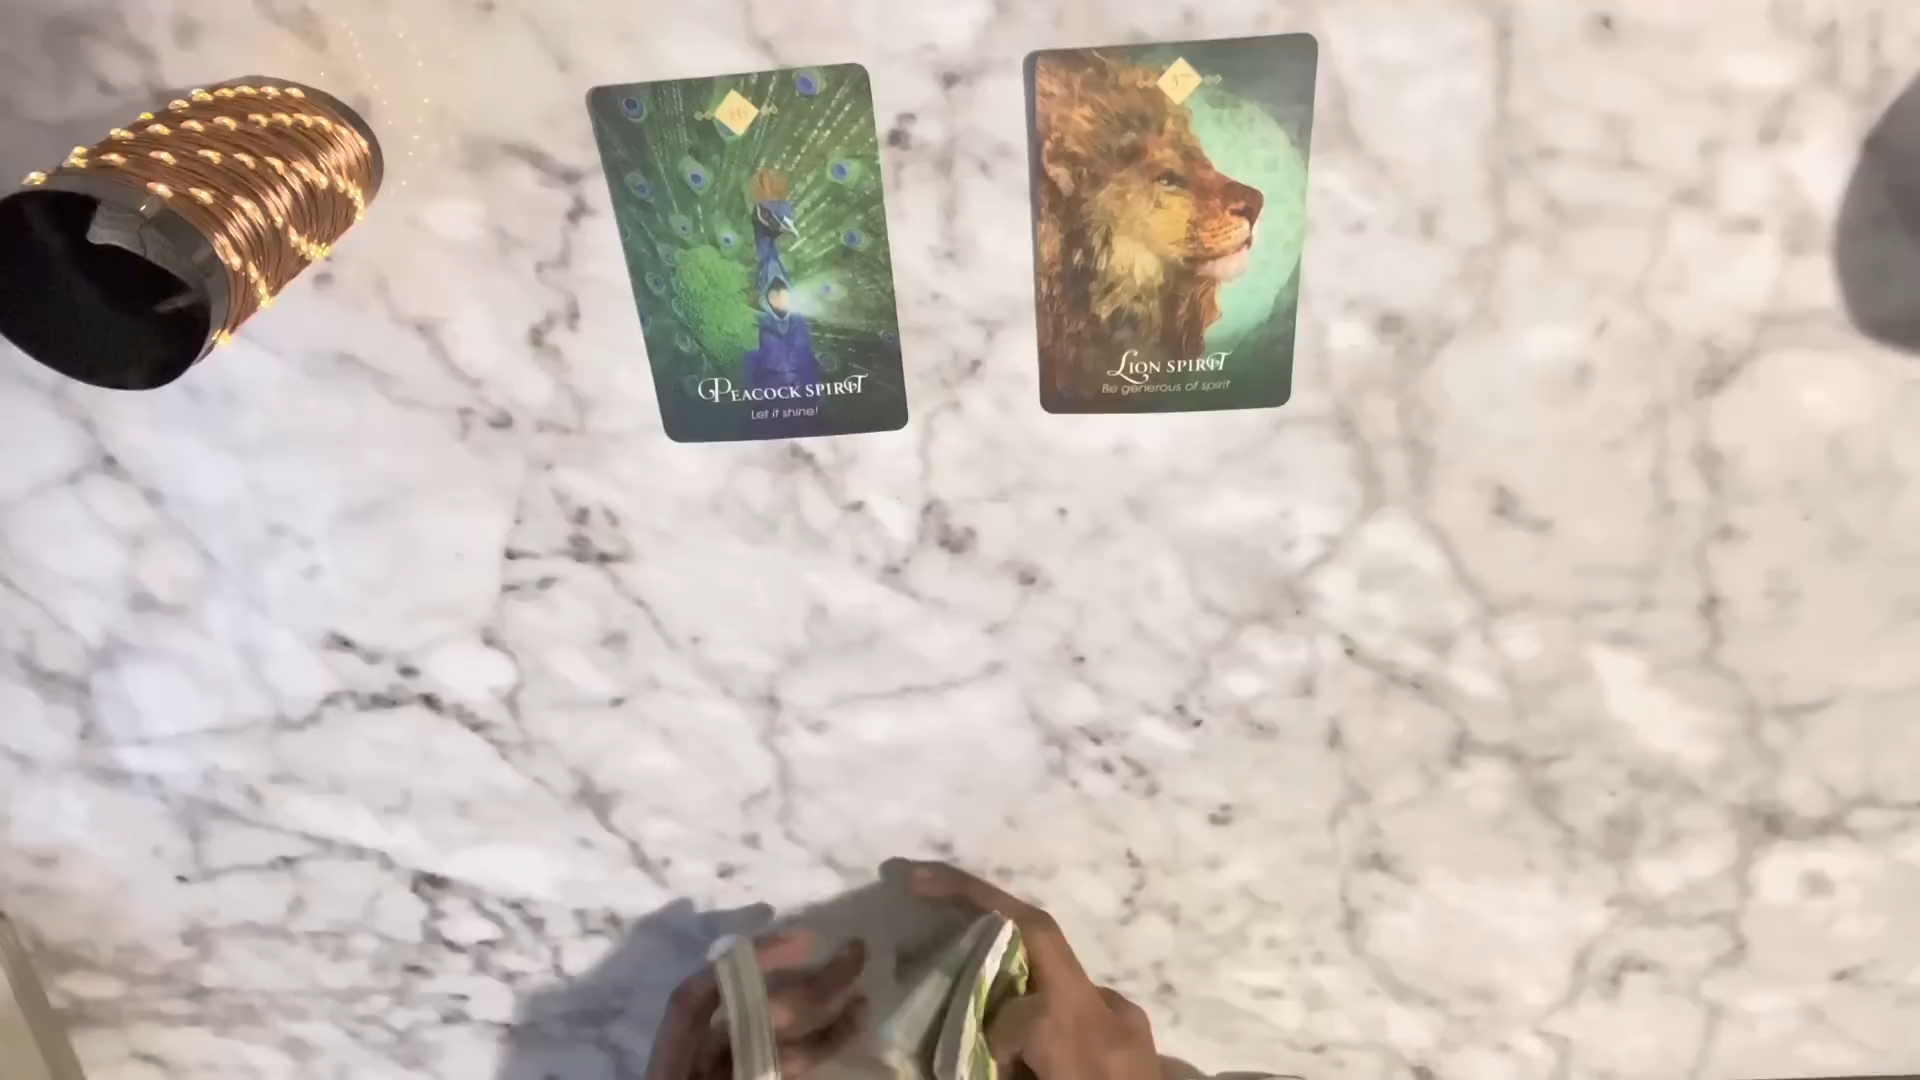 PEACOCK SPIRIT
Let it shine!
LION SPIRIT
Be generous of spirit